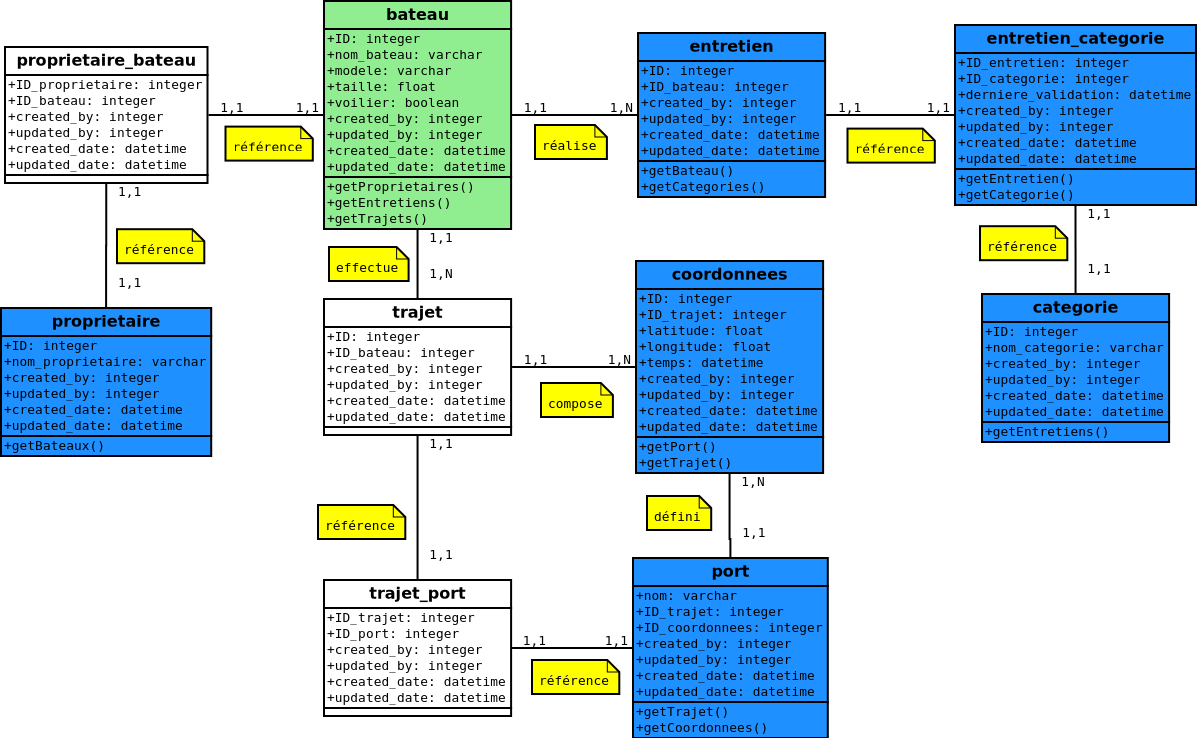 proprietaire_bateau
+ID_proprietaire: integer
+ID_bateau: integer
+created_by: integer
+updated_by: integer
+created_date: datetime
+updated_date: datetime
1,1
1,1
référence
bateau
+ID: integer
+nom_bateau: varchar
+modele: varchar
+taille: float
+voilier: boolean
+created_by: integer
+updated_by: integer
+created_date: datetime
+updated_date: datetime
+getProprietaires()
+getEntretiens()
+getTrajets()
1,1
1,N
réalise
entretien
+ID: integer
+ID_bateau: integer
+created_by: integer
+updated_by: integer
+created_date: datetime
+updated_date: datetime
+getBateau()
+getCategories()
1,1
1,1
référence
entretien_categorie
+ID_entretien: integer
+ID_categorie: integer
+derniere_validation: datetime
+created_by: integer
+updated_by: integer
+created_date: datetime
+updated_date: datetime
+getEntretien()
+getCategorie()
1,1
référence
1,1
proprietaire
+ID: integer
+nom_proprietaire: varchar
+created_by: integer
+updated_by: integer
+created_date: datetime
+updated_date: datetime
+getBateaux()
1,1
effectue
1,N
trajet
+ID: integer
+ID_bateau: integer
+created_by: integer
+updated_by: integer
+created_date: datetime
+updated_date: datetime
1,1
1,N
compose
coordonnees
+ID: integer
+ID_trajet: integer
+latitude: float
+longitude: float
+temps: datetime
+created_by: integer
+updated_by: integer
+created_date: datetime
+updated_date: datetime
+getPort()
+getTrajet()
1,1
référence
1,1
categorie
+ID: integer
+nom_categorie: varchar
+created_by: integer
+updated_by: integer
+created_date: datetime
+updated_date: datetime
+getEntretiens()
1,1
référence
1,1
trajet_port
+ID_trajet: integer
+ID_port: integer
+created_by: integer
+updated_by: integer
+created_date: datetime
+updated_date: datetime
1,1
1,1
référence
1,N
défini
1,1
port
+nom: varchar
+ID_trajet: integer
+ID_coordonnees: integer
+created_by: integer
+updated_by: integer
+created_date: datetime
+updated_date: datetime
+getTrajet()
+getCoordonnees()